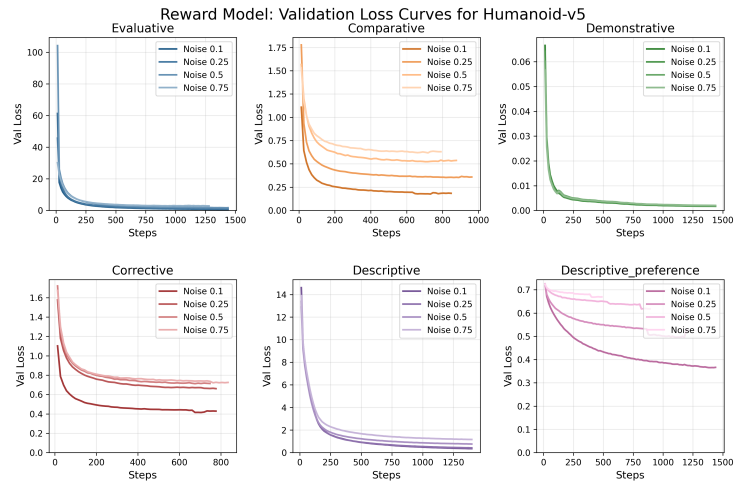 Reward Model: Validation Loss Curves for Humanoid-v5
Evaluative
Val Loss
100
80
60
40
20
0
0 250 500 750 1000 1250 1500
Steps
Noise 0.1
Noise 0.25
Noise 0.5
Noise 0.75
Comparative
Val Loss
1.75
1.50
1.25
1.00
0.75
0.50
0.25
0.00
0 200 400 600 800 1000
Steps
Noise 0.1
Noise 0.25
Noise 0.5
Noise 0.75
Demonstrative
Val Loss
0.06
0.05
0.04
0.03
0.02
0.01
0.00
0 250 500 750 1000 1250 1500
Steps
Noise 0.1
Noise 0.25
Noise 0.5
Noise 0.75
Corrective
Val Loss
1.6
1.4
1.2
1.0
0.8
0.6
0.4
0.2
0.0
0 200 400 600 800
Steps
Noise 0.1
Noise 0.25
Noise 0.5
Noise 0.75
Descriptive
Val Loss
14
12
10
8
6
4
2
0
0 250 500 750 1000 1250 1500
Steps
Noise 0.1
Noise 0.25
Noise 0.5
Noise 0.75
Descriptive_preference
Val Loss
0.7
0.6
0.5
0.4
0.3
0.2
0.1
0.0
0 250 500 750 1000 1250 1500
Steps
Noise 0.1
Noise 0.25
Noise 0.5
Noise 0.75